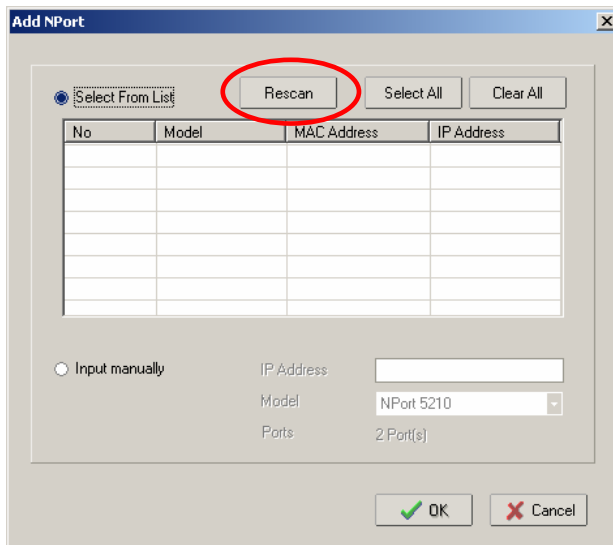 Add NPort
Select From List Rescan Select All Clear All
No Model MAC Address IP Address
Input manually IP Address
Model NPort 5210
Ports 2 Port(s)
OK Cancel